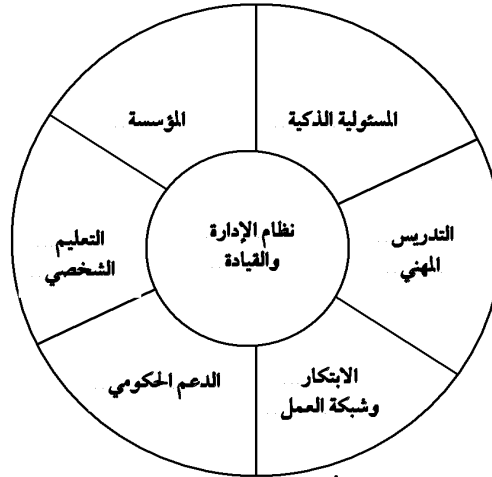 المسئولية الذكية
المؤسسة
نظام الإدارة
والقيادة
التدريس
المهني
التعليم
الشخصي
الابتكار
وشبكة العمل
الدعم الحكومي